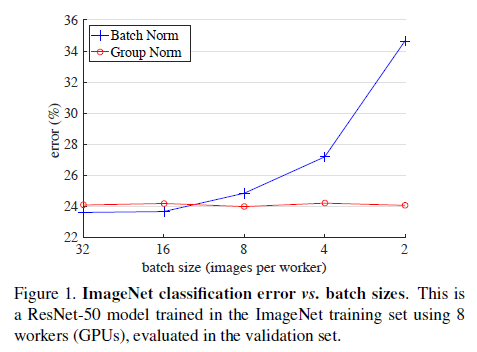 36
34
32
30
28
26
24
22
error (%)
Batch Norm
Group Norm
32 16 8 4 2
batch size (images per worker)
Figure 1. ImageNet classification error vs. batch sizes. This is
a ResNet-50 model trained in the ImageNet training set using 8
workers (GPUs), evaluated in the validation set.